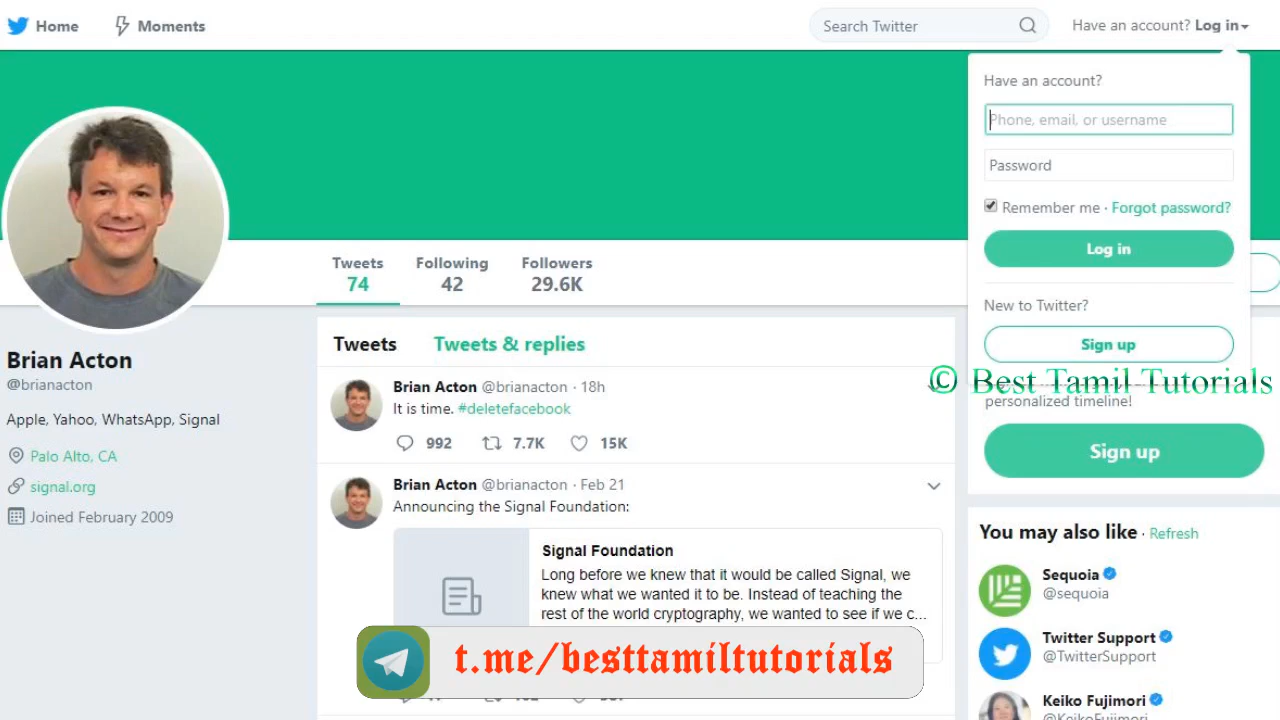 Home
Moments
Search Twitter
Have an account? Log in
Have an account?
Phone, email, or username
Password
Remember me · Forgot password?
Log in
New to Twitter?
Sign up
© Best Tamil Tutorials
personalized timeline!
Sign up
Tweets
74
Following
42
Followers
29.6K
Brian Acton
@brianacton
Apple, Yahoo, WhatsApp, Signal
Palo Alto, CA
signal.org
Joined February 2009
Tweets
Tweets & replies
Brian Acton @brianacton · 18h
It is time. #deletefacebook
992
7.7K
15K
Brian Acton @brianacton · Feb 21
Announcing the Signal Foundation:
Signal Foundation
Long before we knew that it would be called Signal, we
knew what we wanted it to be. Instead of teaching the
rest of the world cryptography, we wanted to see if we c...
t.me/besttamiltutorials
You may also like · Refresh
Sequoia
@sequoia
Twitter Support
@TwitterSupport
Keiko Fujimori
@KeikoFujimori